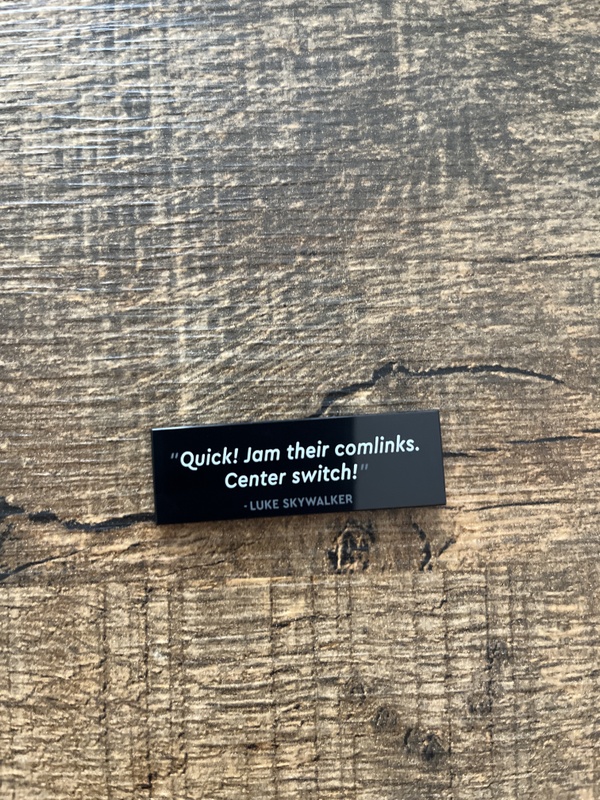 "Quick! Jam their comlinks.
Center switch!"
- LUKE SKYWALKER